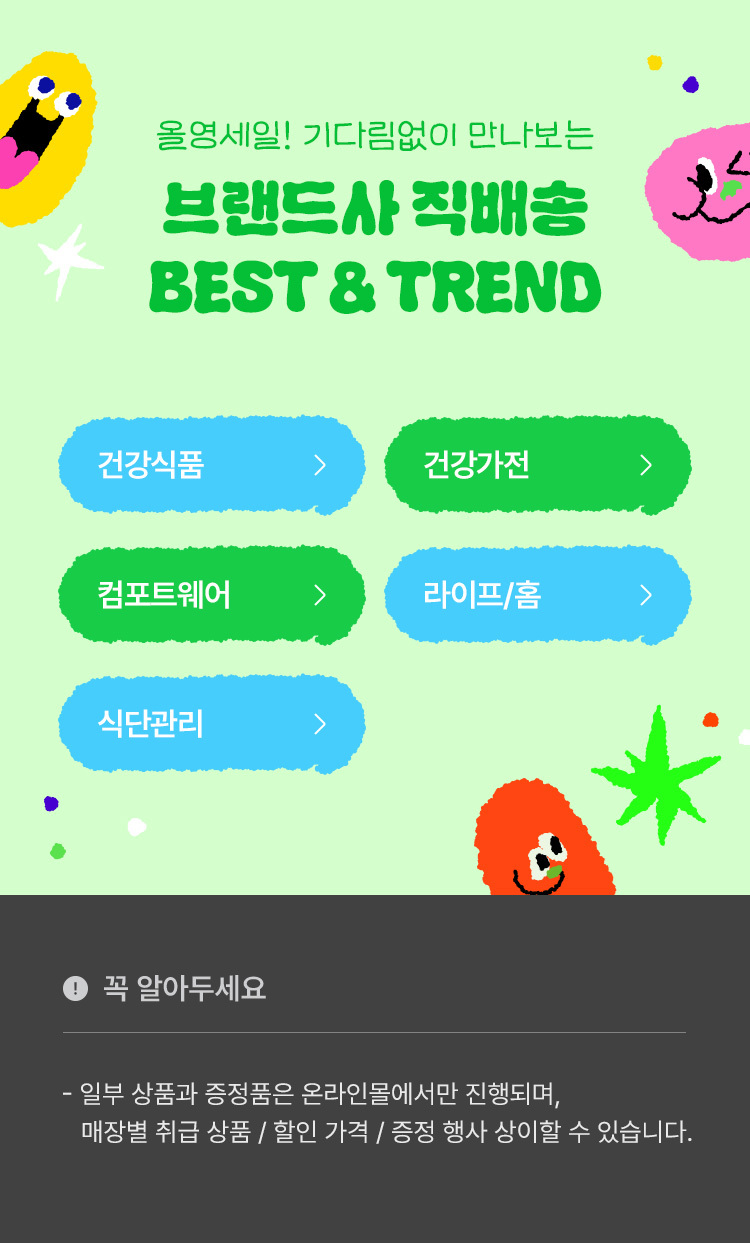 올영세일! 기다림없이 만나보는
브랜드사 직배송
BEST & TREND
건강식품
건강가전
컴포트웨어
라이프/홈
식단관리
꼭 알아두세요
- 일부 상품과 증정품은 온라인몰에서만 진행되며,
매장별 취급 상품 / 할인 가격 / 증정 행사 상이할 수 있습니다.